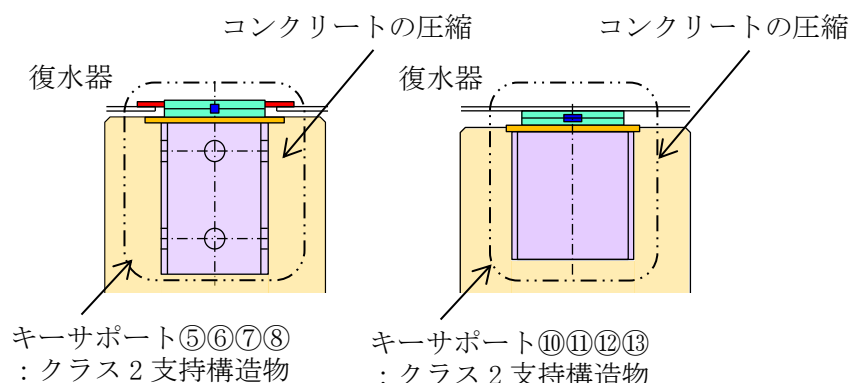 コンクリートの圧縮
コンクリートの圧縮
復水器
復水器
キーサポート⑤⑥⑦⑧
：クラス２支持構造物
キーサポート⑩⑪⑫⑬
：クラス２支持構造物